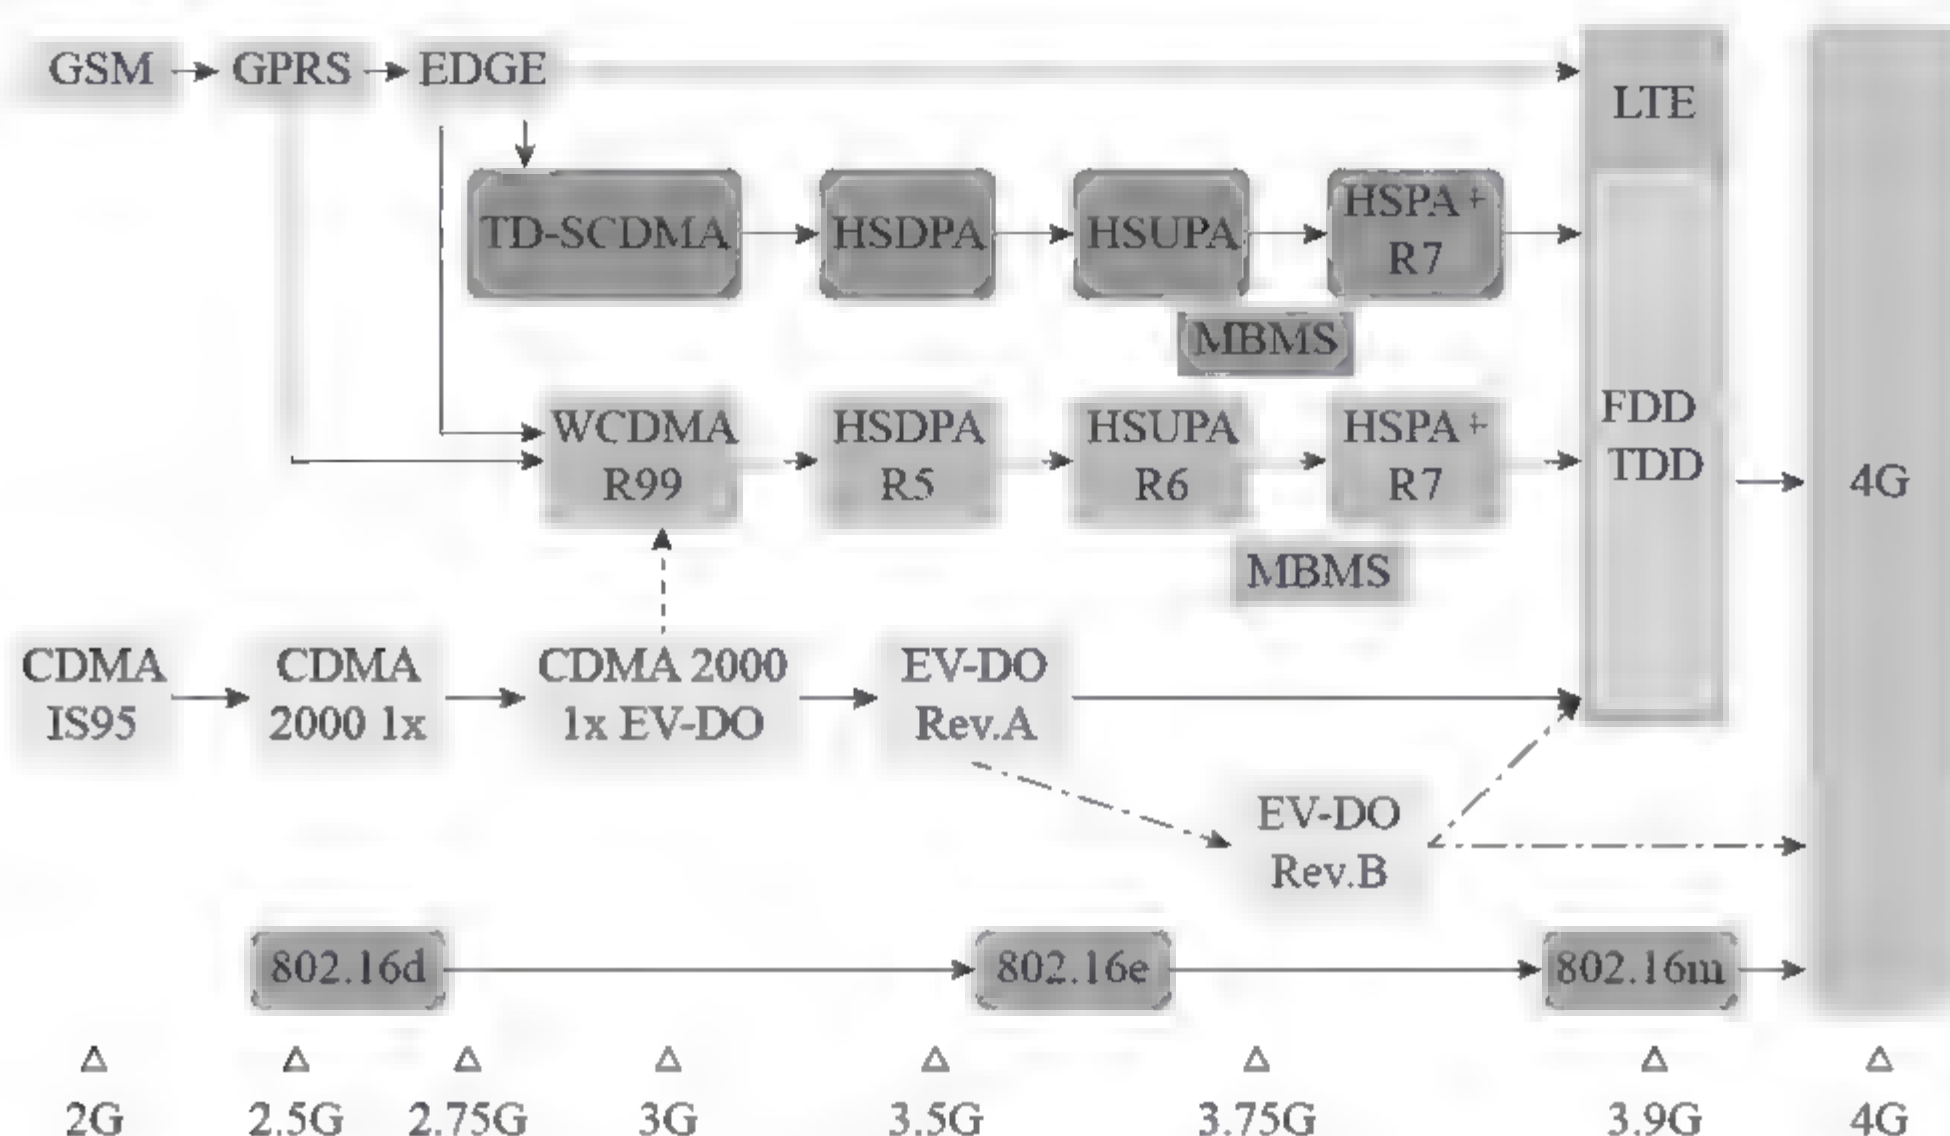 GSM
GPRS
EDGE
LTE
TD-SCDMA
HSDPA
HSUPA
HSPA+
R7
MBMS
WCDMA
R99
HSDPA
R5
HSUPA
R6
HSPA+
R7
FDD
TDD
4G
MBMS
CDMA
IS95
CDMA
2000 1x
CDMA 2000
1x EV-DO
EV-DO
Rev.A
EV-DO
Rev.B
802.16d
802.16e
802.16m
2G
2.5G
2.75G
3G
3.5G
3.75G
3.9G
4G